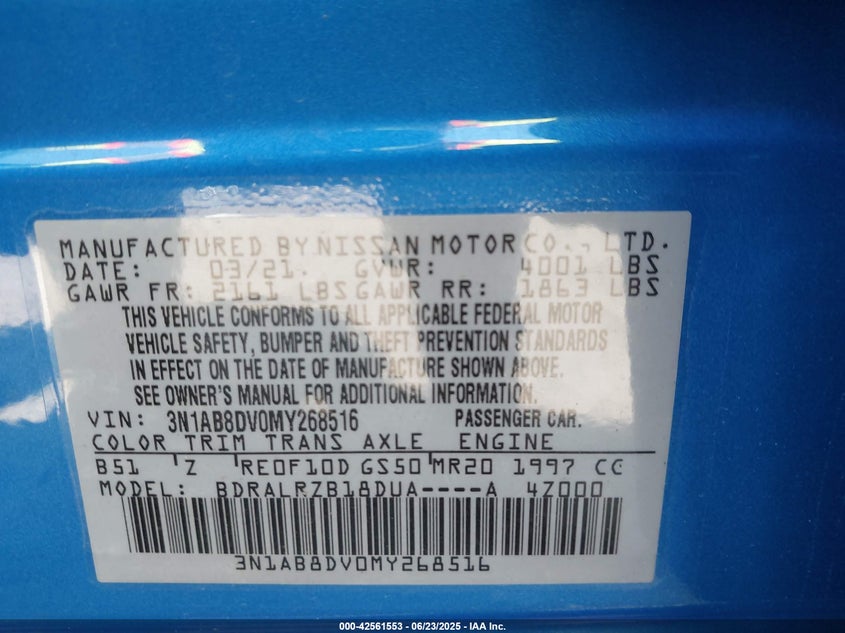 MANUFACTURED BY NISSAN MOTOR CO., LTD.
DATE: 03/21. GVWR: 4001 LBS
GAWR FR: 2161 LBS GAWR RR: 1863 LBS
THIS VEHICLE CONFORMS TO ALL APPLICABLE FEDERAL MOTOR
VEHICLE SAFETY, BUMPER AND THEFT PREVENTION STANDARDS
IN EFFECT ON THE DATE OF MANUFACTURE SHOWN ABOVE.
SEE OWNER'S MANUAL FOR ADDITIONAL INFORMATION.
VIN: 3N1AB8DV0MY268516 PASSENGER CAR.
COLOR TRIM TRANS AXLE ENGINE
B51 Z RE0F10D GS50 MR20 1997 CC
MODEL: BDRALRZB18DUA----A 4Z000
3N1AB8DV0MY268516
000-42561553 - 06/23/2025 - IAA Inc.